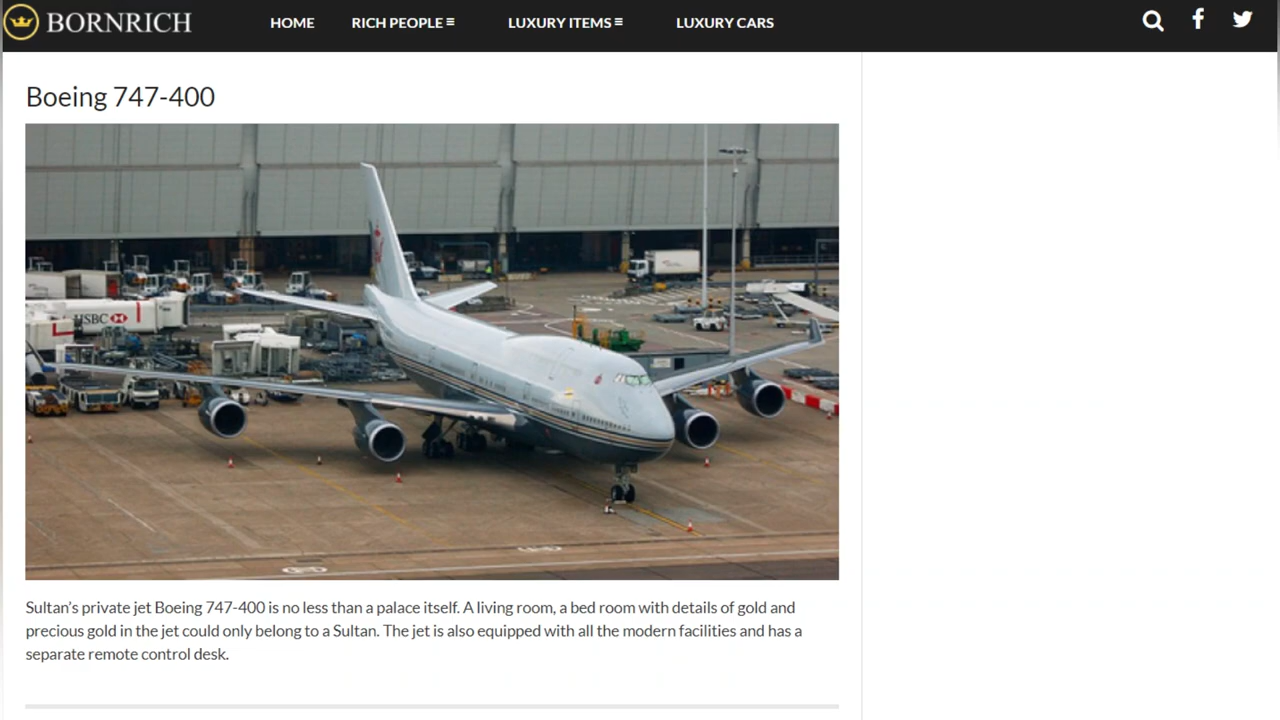 BORNRICH
HOME
RICH PEOPLE
LUXURY ITEMS
LUXURY CARS
Boeing 747-400
HSBC
Sultan's private jet Boeing 747-400 is no less than a palace itself. A living room, a bed room with details of gold and
precious gold in the jet could only belong to a Sultan. The jet is also equipped with all the modern facilities and has a
separate remote control desk.